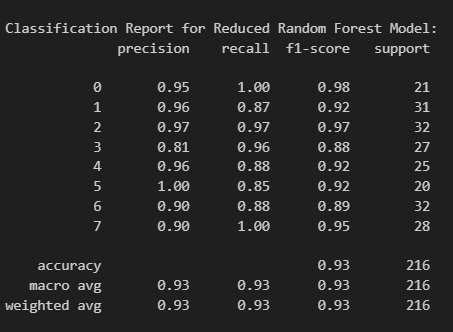 Classification Report for Reduced Random Forest Model:
precision recall f1-score support
0 0.95 1.00 0.98 21
1 0.96 0.87 0.92 31
2 0.97 0.97 0.97 32
3 0.81 0.96 0.88 27
4 0.96 0.88 0.92 25
5 1.00 0.85 0.92 20
6 0.90 0.88 0.89 32
7 0.90 1.00 0.95 28
accuracy 0.93 216
macro avg 0.93 0.93 0.93 216
weighted avg 0.93 0.93 0.93 216